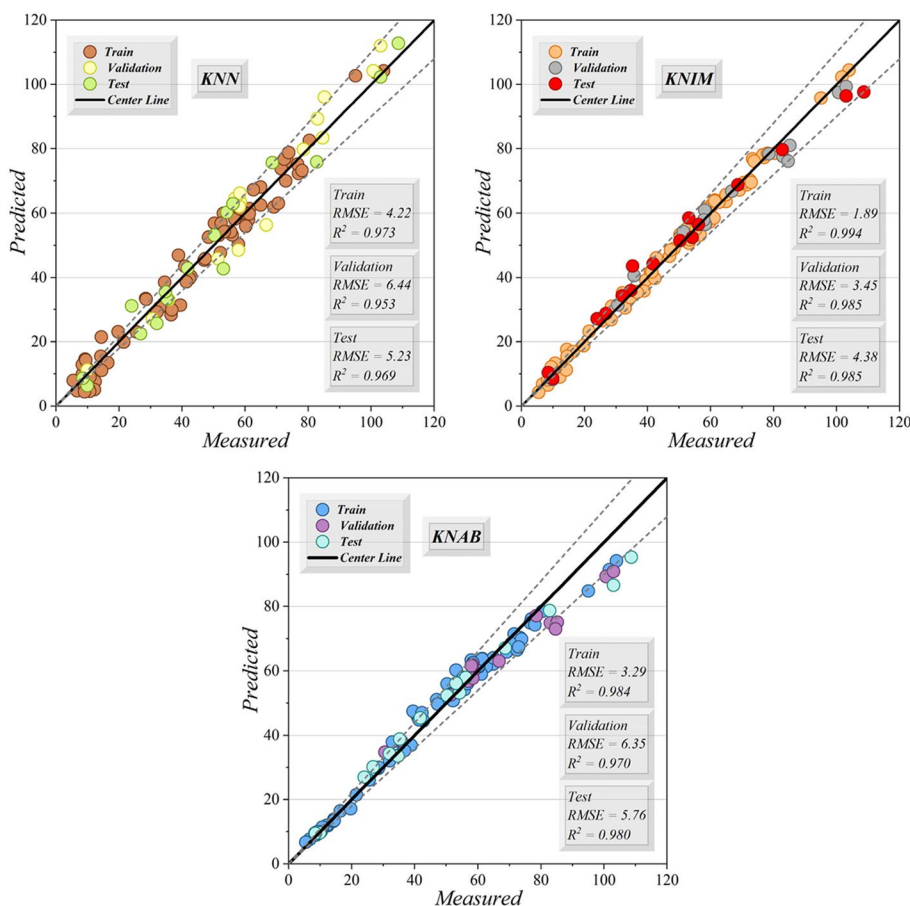 120
100
80
60
40
20
0
Predicted
Train
Validation
Test
Center Line
KNN
Train
RMSE = 4.22
R² = 0.973
Validation
RMSE = 6.44
R² = 0.953
Test
RMSE = 5.23
R² = 0.969
0 20 40 60 80 100 120
Measured
120
100
80
60
40
20
0
Predicted
Train
Validation
Test
Center Line
KNIM
Train
RMSE = 1.89
R² = 0.994
Validation
RMSE = 3.45
R² = 0.985
Test
RMSE = 4.38
R² = 0.985
0 20 40 60 80 100 120
Measured
120
100
80
60
40
20
0
Predicted
Train
Validation
Test
Center Line
KNAB
Train
RMSE = 3.29
R² = 0.984
Validation
RMSE = 6.35
R² = 0.970
Test
RMSE = 5.76
R² = 0.980
0 20 40 60 80 100 120
Measured